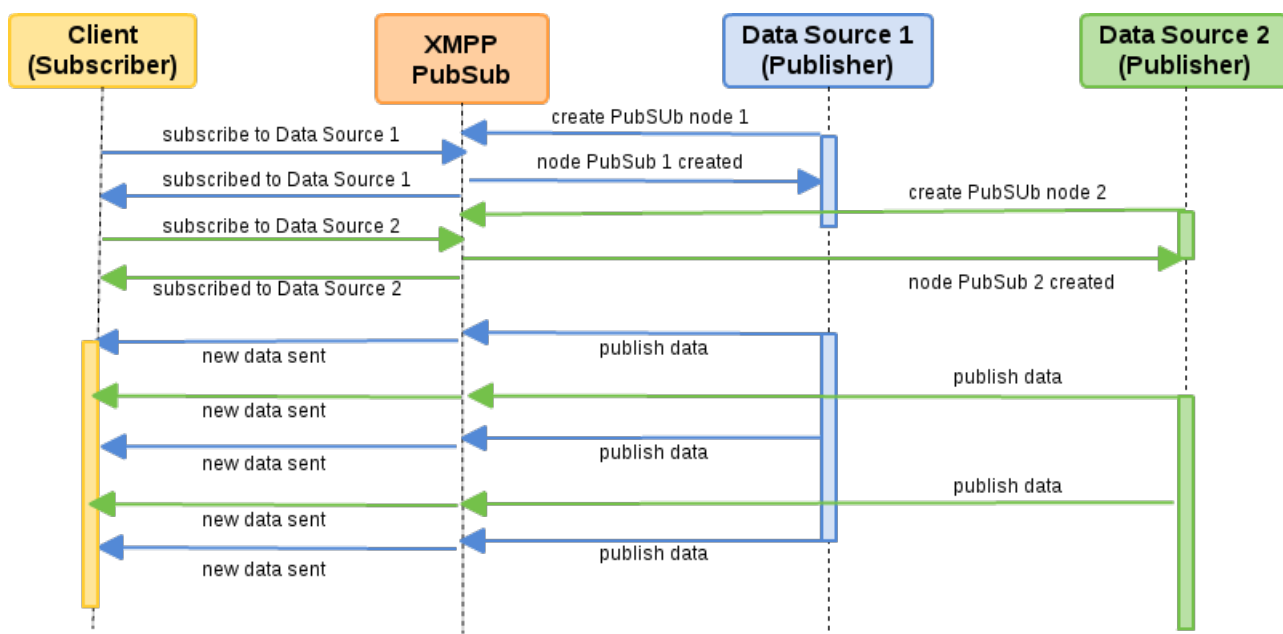 Client
(Subscriber)
XMPP
PubSub
Data Source 1
(Publisher)
Data Source 2
(Publisher)
create PubSUb node 1
subscribe to Data Source 1
node PubSub 1 created
subscribed to Data Source 1
create PubSUb node 2
subscribe to Data Source 2
node PubSub 2 created
subscribed to Data Source 2
publish data
new data sent
publish data
new data sent
publish data
new data sent
publish data
new data sent
publish data
new data sent